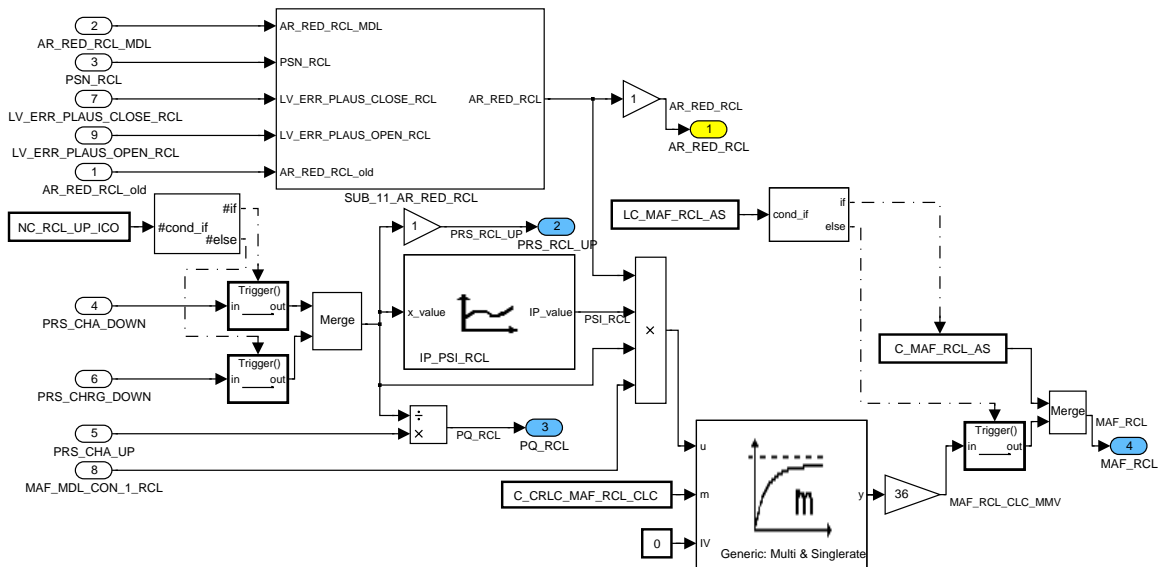 2
AR_RED_RCL_MDL
3
PSN_RCL
7
LV_ERR_PLAUS_CLOSE_RCL
9
LV_ERR_PLAUS_OPEN_RCL
1
AR_RED_RCL_old
AR_RED_RCL_MDL
PSN_RCL
LV_ERR_PLAUS_CLOSE_RCL
AR_RED_RCL
LV_ERR_PLAUS_OPEN_RCL
AR_RED_RCL_old
SUB_11_AR_RED_RCL
1
AR_RED_RCL
1
AR_RED_RCL
NC_RCL_UP_ICO
#cond_if
#if
#else
1
PRS_RCL_UP
2
PRS_RCL_UP
LC_MAF_RCL_AS
cond_if
if
else
4
PRS_CHA_DOWN
Trigger()
in
out
Merge
x_value
IP_value
IP_PSI_RCL
PSI_RCL
×
6
PRS_CHRG_DOWN
Trigger()
in
out
C_MAF_RCL_AS
5
PRS_CHA_UP
÷
×
PQ_RCL
3
PQ_RCL
8
MAF_MDL_CON_1_RCL
C_CRLC_MAF_RCL_CLC
0
u
m
IV
m
y
Generic: Multi & Singlerate
36
MAF_RCL_CLC_MMV
Trigger()
in
out
Merge
MAF_RCL
4
MAF_RCL